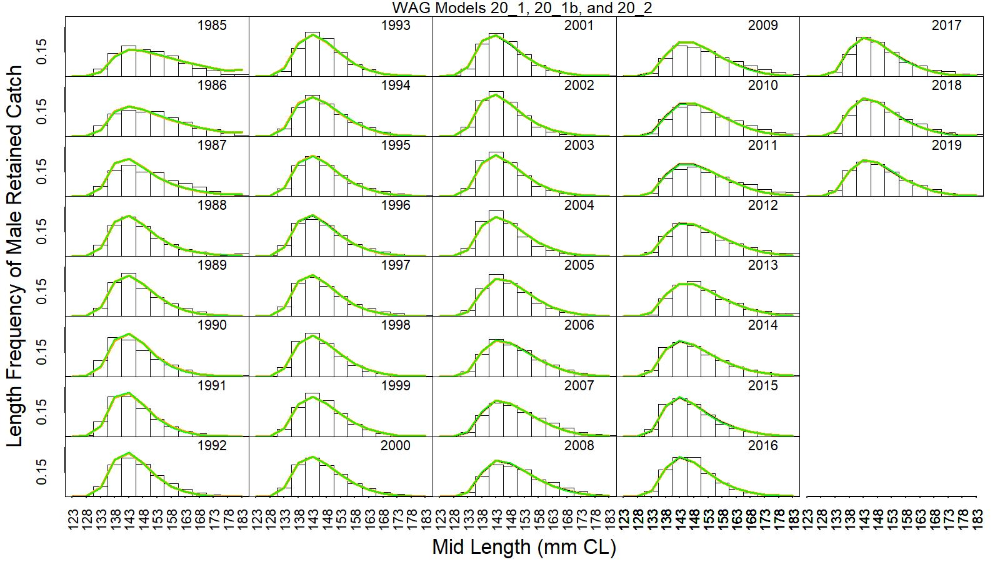 WAG Models 20_1, 20_1b, and 20_2
Length Frequency of Male Retained Catch
1985 1993 2001 2009 2017
0.15
1986 1994 2002 2010 2018
0.15
1987 1995 2003 2011 2019
0.15
1988 1996 2004 2012
0.15
1989 1997 2005 2013
0.15
1990 1998 2006 2014
0.15
1991 1999 2007 2015
0.15
1992 2000 2008 2016
0.15
123 128 133 138 143 148 153 158 163 168 173 178 183 123 128 133 138 143 148 153 158 163 168 173 178 183 123 128 133 138 143 148 153 158 163 168 173 178 183 123 128 133 138 143 148 153 158 163 168 173 178 183 123 128 133 138 143 148 153 158 163 168 173 178 183
Mid Length (mm CL)